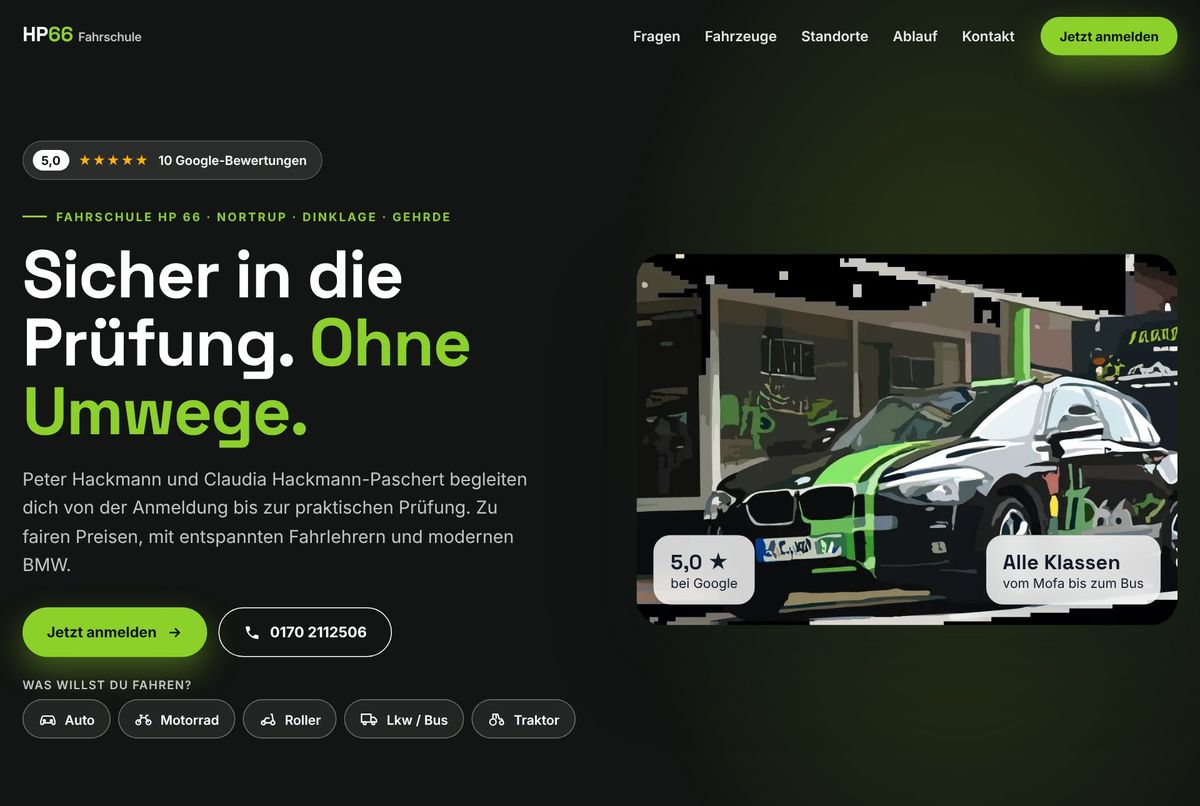 HP66 Fahrschule
Fragen Fahrzeuge Standorte Ablauf Kontakt Jetzt anmelden
5,0 ★★★★★ 10 Google-Bewertungen
FAHRSCHULE HP 66 · NORTRUP · DINKLAGE · GEHRDE
Sicher in die
Prüfung. Ohne
Umwege.
Peter Hackmann und Claudia Hackmann-Paschert begleiten
dich von der Anmeldung bis zur praktischen Prüfung. Zu
fairen Preisen, mit entspannten Fahrlehrern und modernen
BMW.
Jetzt anmelden →
0170 2112506
WAS WILLST DU FAHREN?
Auto Motorrad Roller Lkw / Bus Traktor
5,0 ★
bei Google
Alle Klassen
vom Mofa bis zum Bus